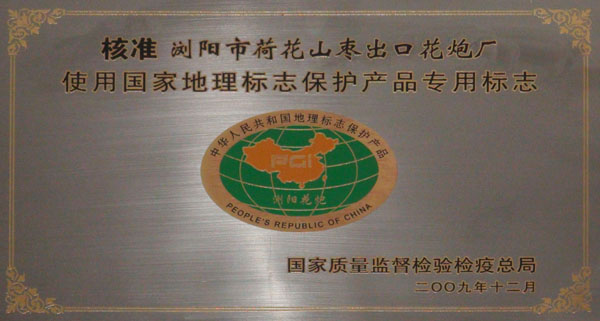 核准 浏阳市荷花山枣出口花炮厂
使用国家地理标志保护产品专用标志
中华人民共和国地理标志保护产品
PGI
浏阳花炮
PEOPLE'S REPUBLIC OF CHINA
国家质量监督检验检疫总局
二〇〇九年十二月